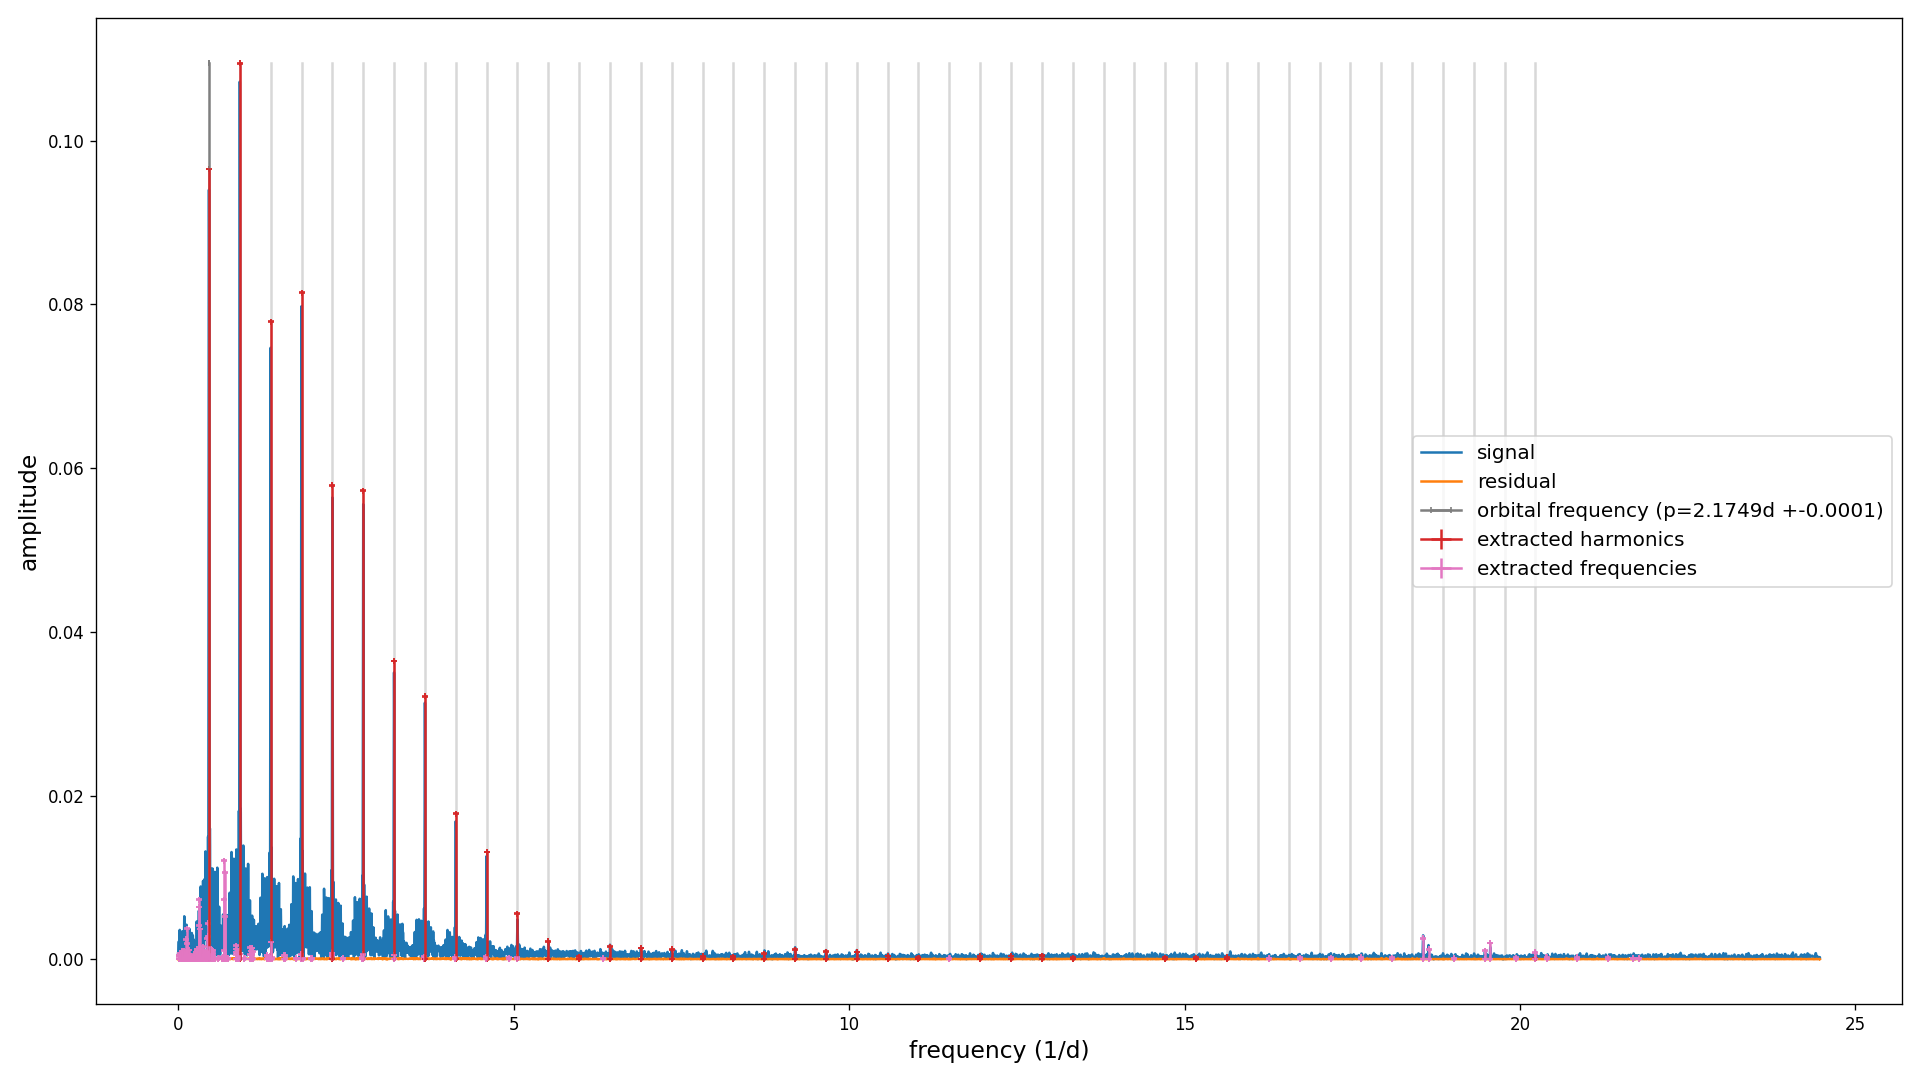 amplitude
0.10
0.08
0.06
0.04
0.02
0.00
signal
residual
orbital frequency (p=2.1749d +-0.0001)
extracted harmonics
extracted frequencies
0 5 10 15 20 25
frequency (1/d)